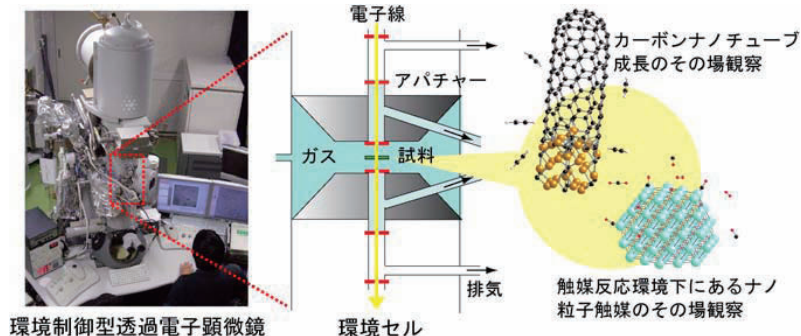 電子線
アパチャー
ガス
試料
排気
環境制御型透過電子顕微鏡
環境セル
カーボンナノチューブ
成長のその場観察
触媒反応環境下にあるナノ
粒子触媒のその場観察